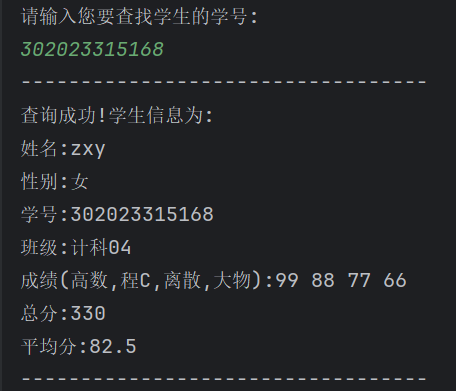 请输入您要查找学生的学号:
302023315168
----------------------------------
查询成功!学生信息为:
姓名:zxy
性别:女
学号:302023315168
班级:计科04
成绩(高数,程C,离散,大物):99 88 77 66
总分:330
平均分:82.5
----------------------------------